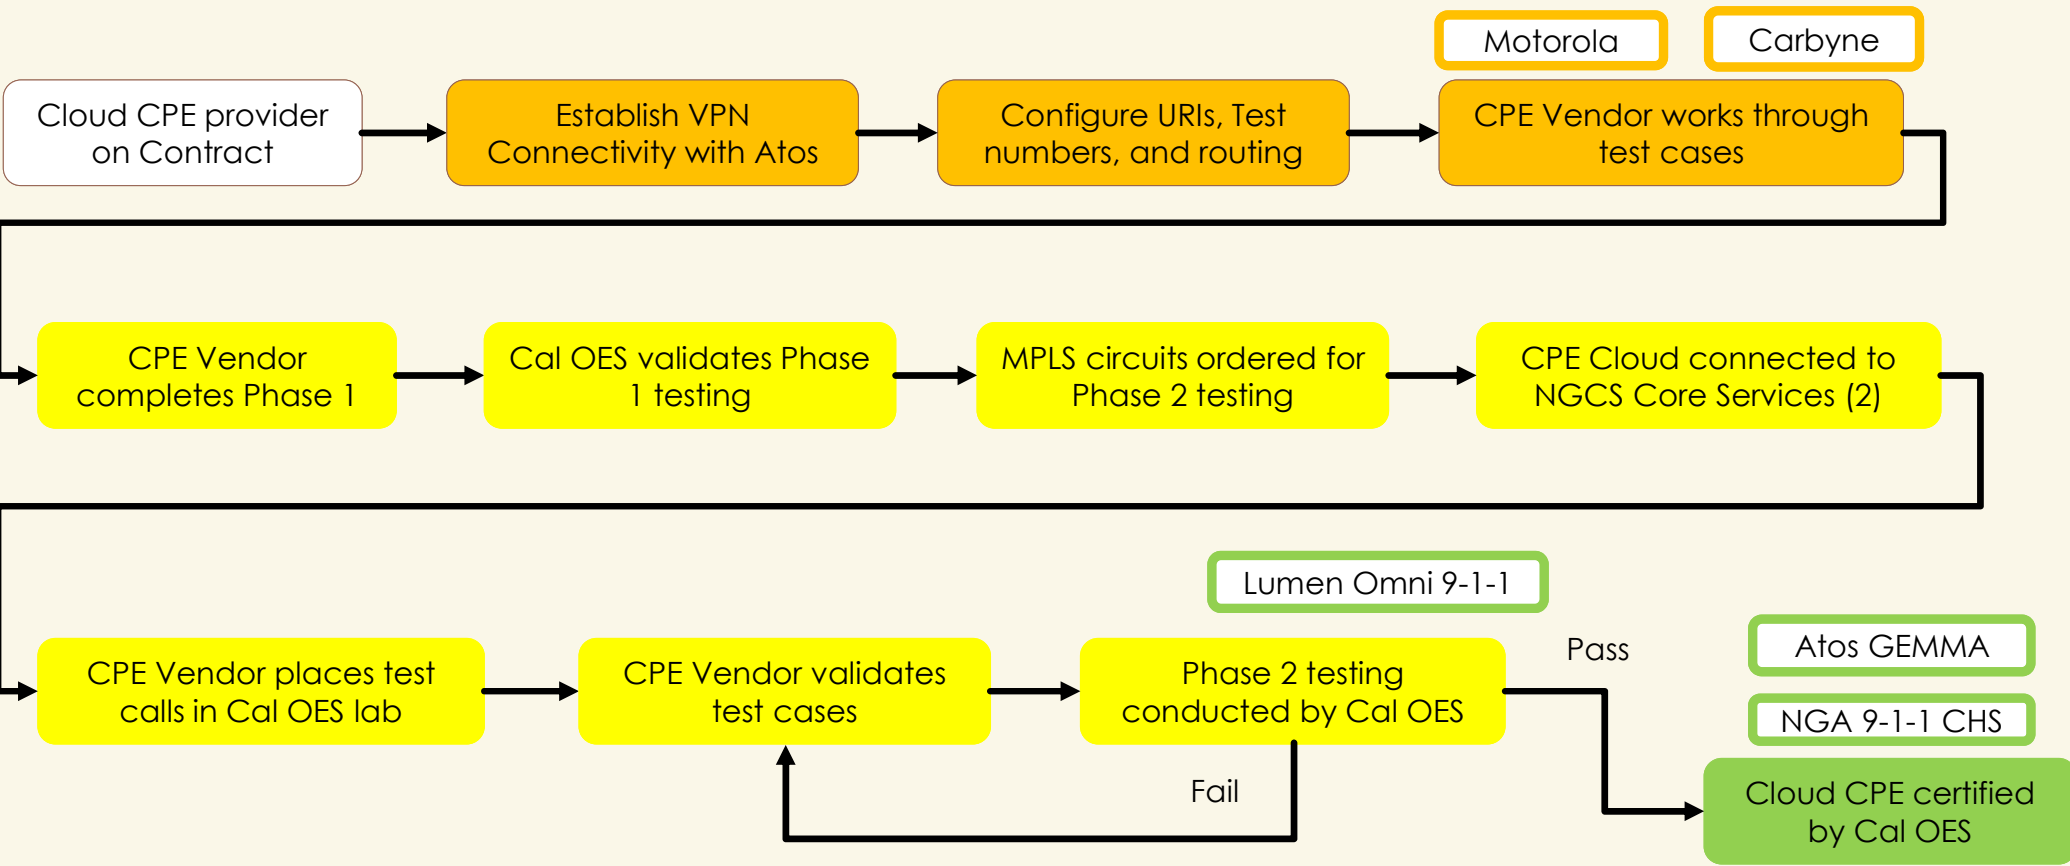 Motorola
Carbyne
Cloud CPE provider
on Contract
Establish VPN
Connectivity with Atos
Configure URIs, Test
numbers, and routing
CPE Vendor works through
test cases
CPE Vendor
completes Phase 1
Cal OES validates Phase
1 testing
MPLS circuits ordered for
Phase 2 testing
CPE Cloud connected to
NGCS Core Services (2)
Lumen Omni 9-1-1
CPE Vendor places test
calls in Cal OES lab
CPE Vendor validates
test cases
Phase 2 testing
conducted by Cal OES
Pass
Fail
Atos GEMMA
NGA 9-1-1 CHS
Cloud CPE certified
by Cal OES